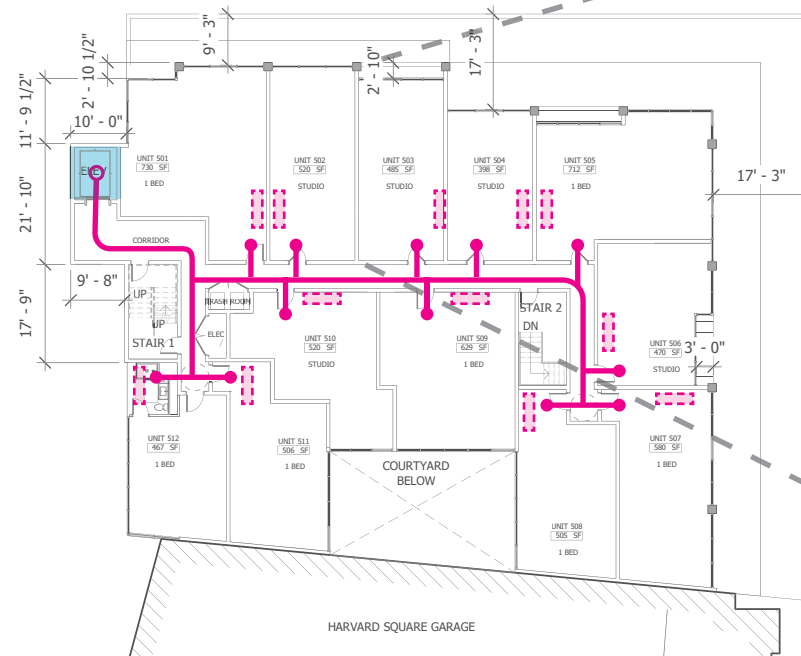 9' - 3"
17' - 3"
2' - 10 1/2"
2' - 10"
11' - 9 1/2"
10' - 0"
UNIT 501
730 SF
1 BED
UNIT 502
520 SF
STUDIO
UNIT 503
485 SF
STUDIO
UNIT 504
398 SF
STUDIO
UNIT 505
712 SF
1 BED
ELEV
17' - 3"
21' - 10"
CORRIDOR
9' - 8"
UP
TRASH ROOM
UP
17' - 9"
STAIR 1
ELEC
STAIR 2
DN
UNIT 510
520 SF
STUDIO
UNIT 509
629 SF
1 BED
UNIT 506
470 SF
STUDIO
3' - 0"
UNIT 512
467 SF
1 BED
UNIT 511
506 SF
1 BED
UNIT 507
580 SF
1 BED
COURTYARD
BELOW
UNIT 508
505 SF
1 BED
HARVARD SQUARE GARAGE